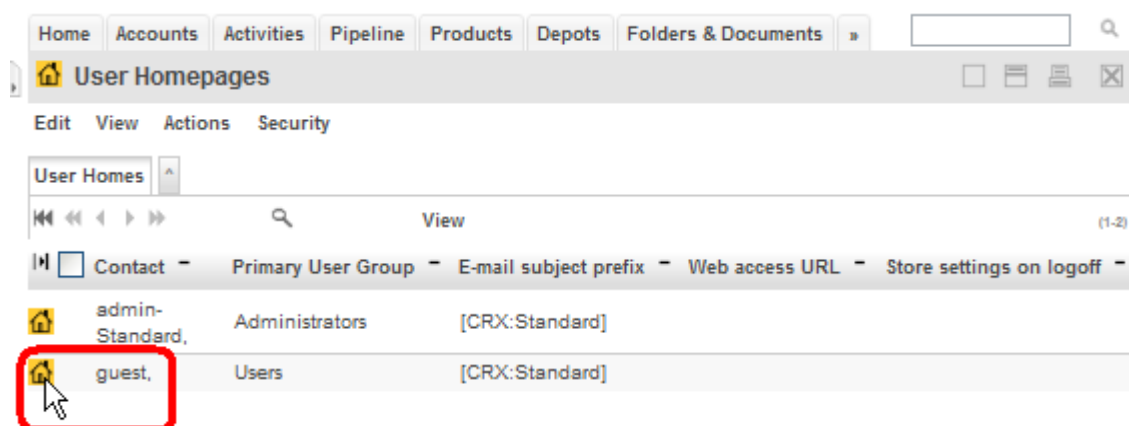 Home Accounts Activities Pipeline Products Depots Folders & Documents »
User Homepages
Edit View Actions Security
User Homes ^
View (1-2)
Contact - Primary User Group - E-mail subject prefix - Web access URL - Store settings on logoff -
admin-
Standard, Administrators [CRX:Standard]
guest, Users [CRX:Standard]